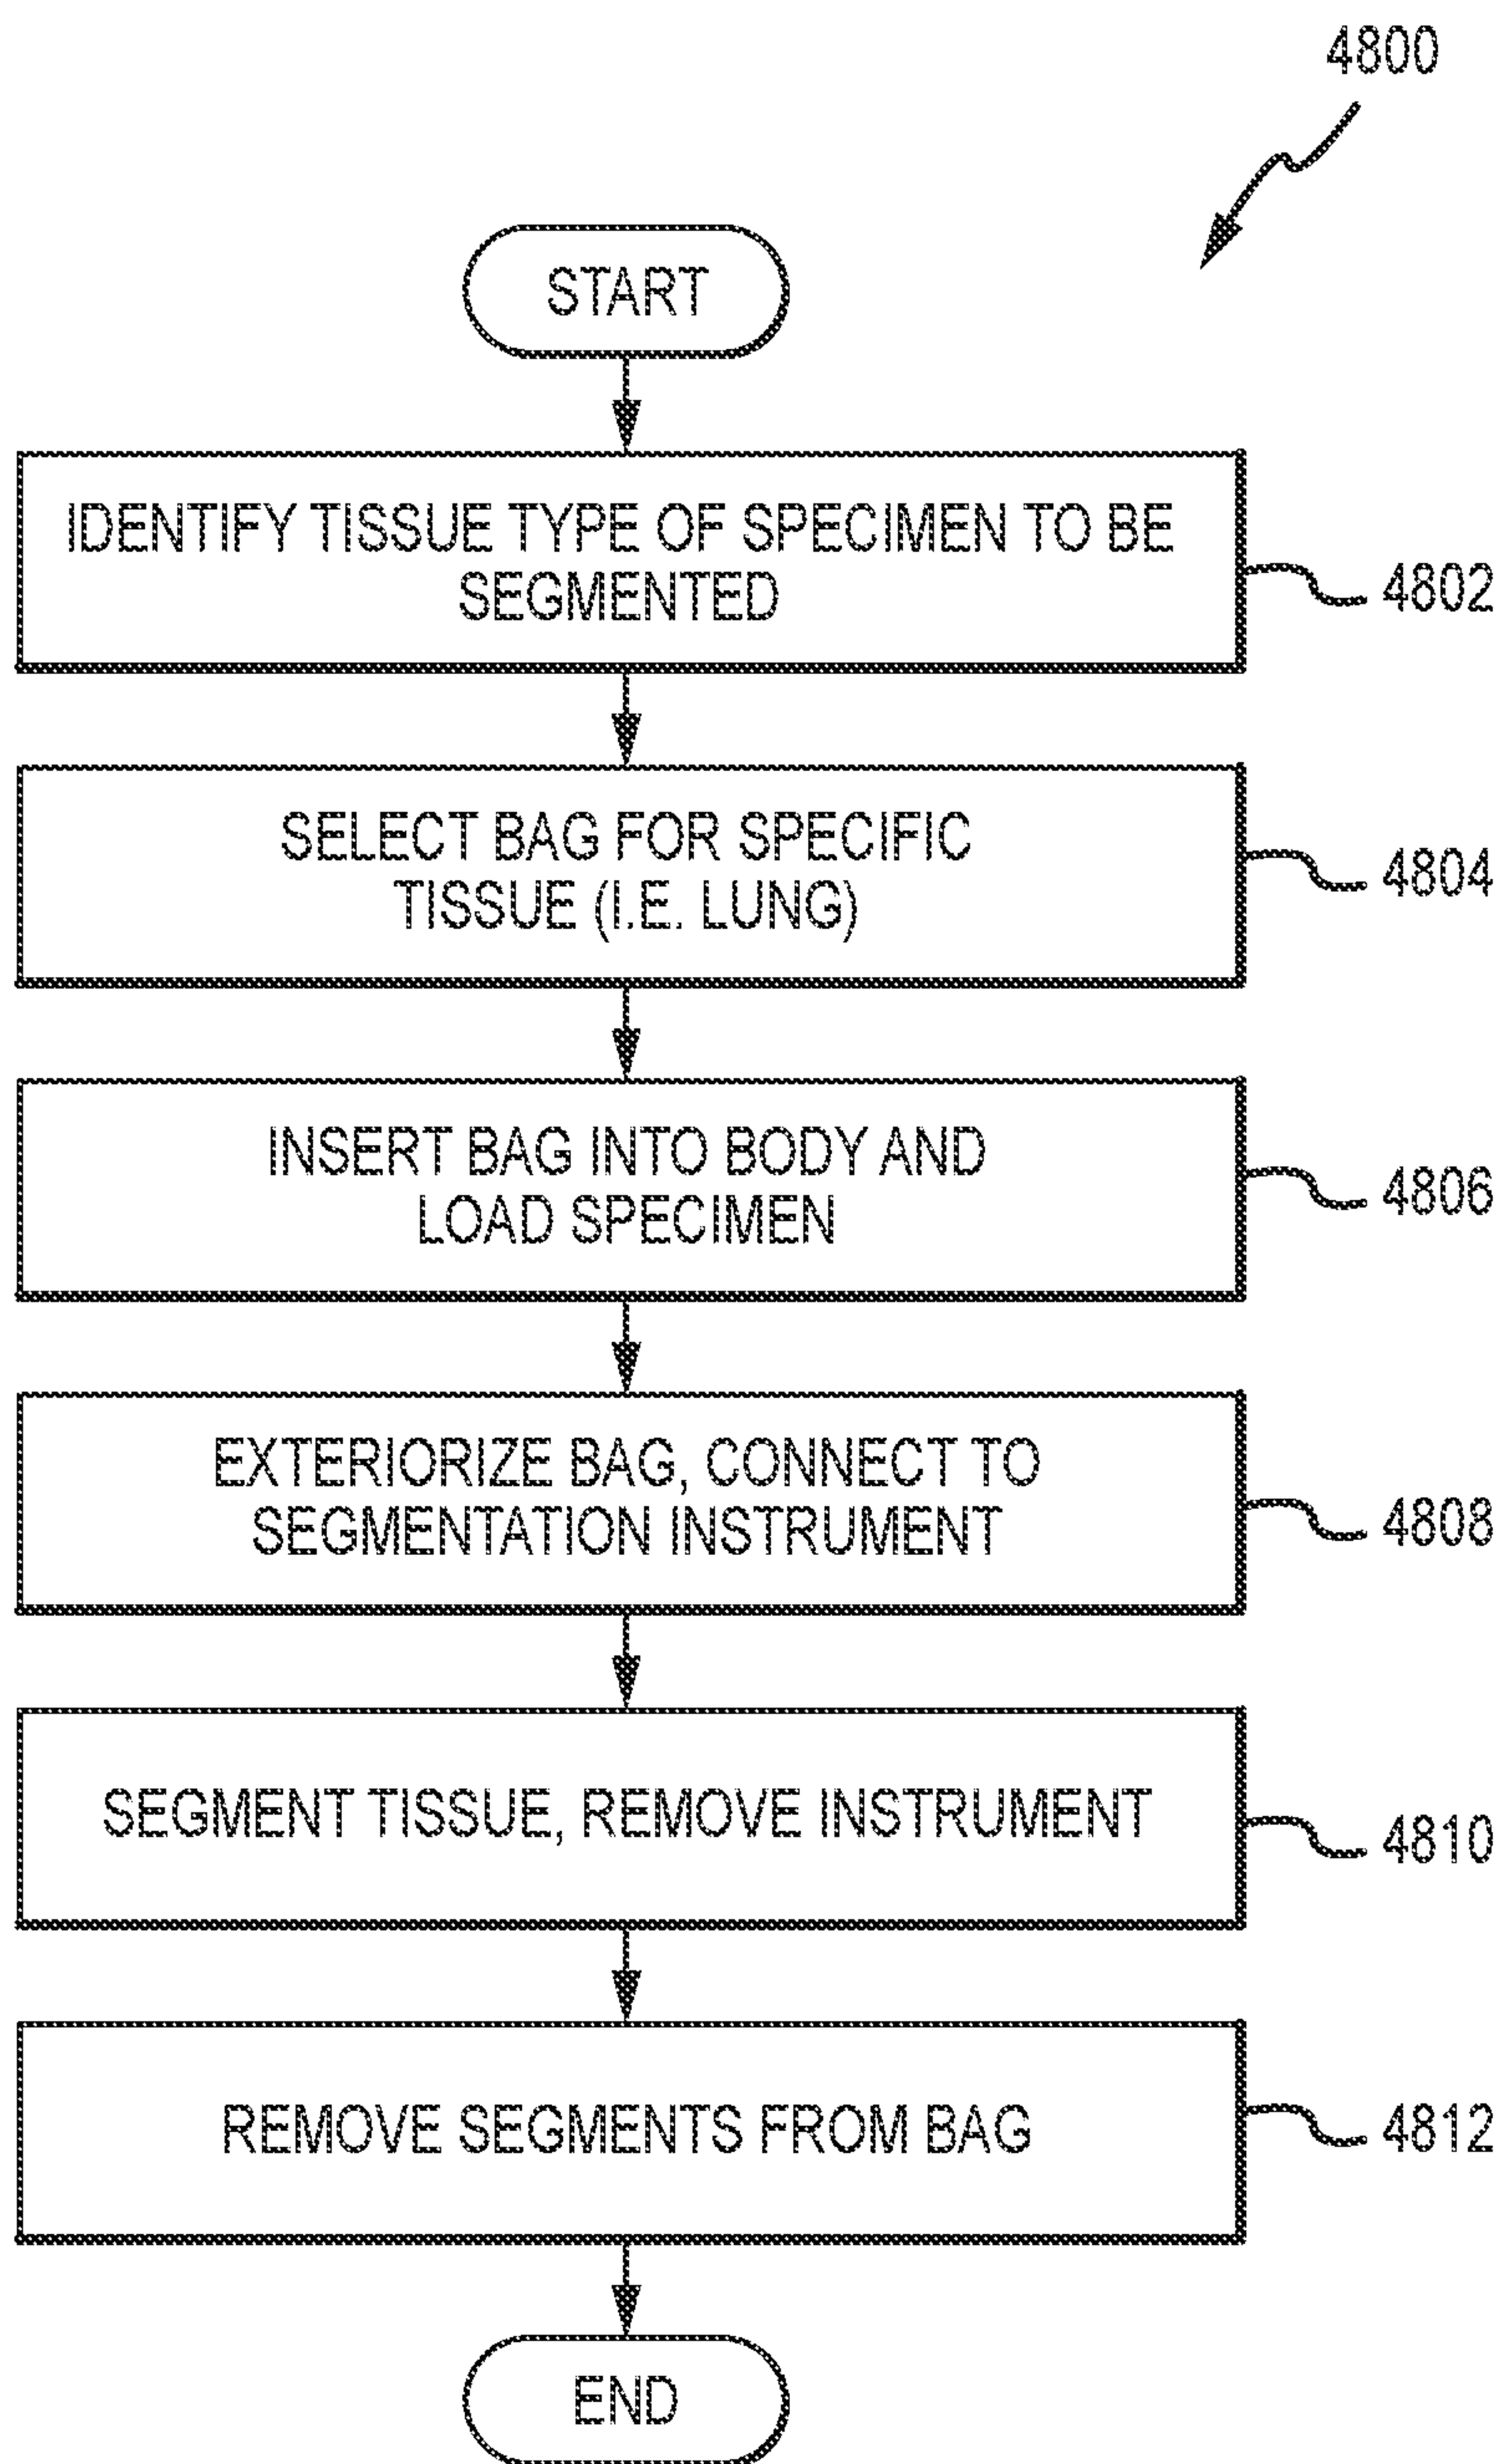 4800
START
IDENTIFY TISSUE TYPE OF SPECIMEN TO BE
SEGMENTED
4802
SELECT BAG FOR SPECIFIC
TISSUE (I.E. LUNG)
4804
INSERT BAG INTO BODY AND
LOAD SPECIMEN
4806
EXTERIORIZE BAG, CONNECT TO
SEGMENTATION INSTRUMENT
4808
SEGMENT TISSUE, REMOVE INSTRUMENT
4810
REMOVE SEGMENTS FROM BAG
4812
END